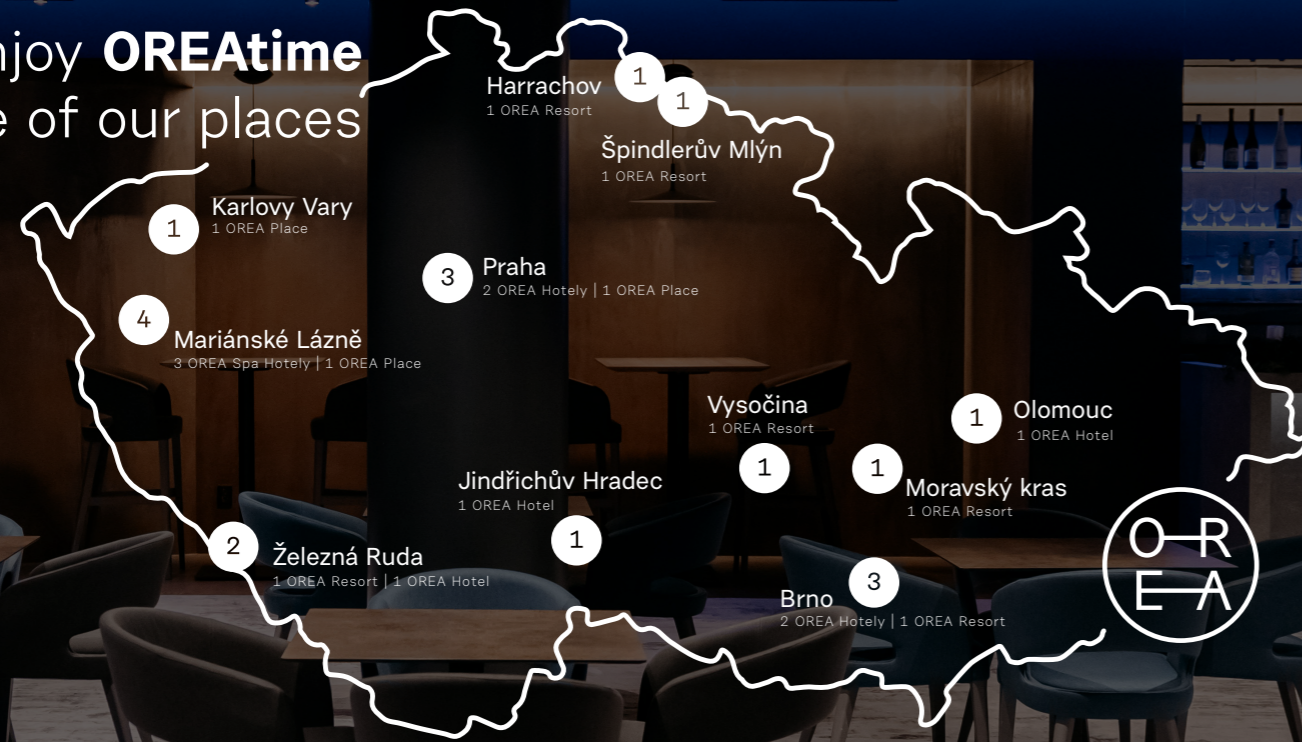 OREAtime
of our places
Harrachov
1 OREA Resort
1
1
Špindlerův Mlýn
1 OREA Resort
1
Karlovy Vary
1 OREA Place
3
Praha
2 OREA Hotely | 1 OREA Place
4
Mariánské Lázně
3 OREA Spa Hotely | 1 OREA Place
Vysočina
1 OREA Resort
1
1
Olomouc
1 OREA Hotel
1
Moravský kras
1 OREA Resort
Jindřichův Hradec
1 OREA Hotel
1
2
Železná Ruda
1 OREA Resort | 1 OREA Hotel
3
Brno
2 OREA Hotely | 1 OREA Resort
O-R
E-A